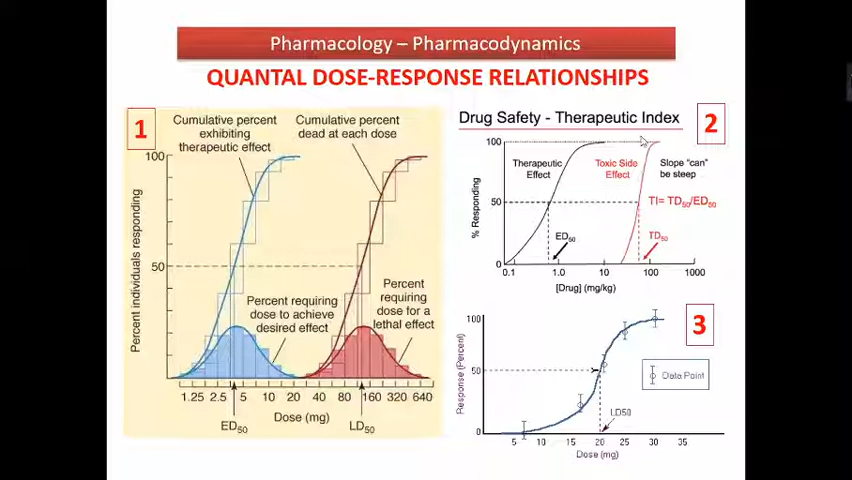 Pharmacology – Pharmacodynamics
QUANTAL DOSE-RESPONSE RELATIONSHIPS
1
Cumulative percent
exhibiting
therapeutic effect
Cumulative percent
dead at each dose
100
50
Percent individuals responding
Percent requiring
dose to achieve
desired effect
Percent
requiring
dose for a
lethal effect
1.25 2.5 5 10 20 40 80 160 320 640
Dose (mg)
ED50
LD50
Drug Safety - Therapeutic Index
2
100
50
0
% Responding
Therapeutic
Effect
Toxic Side
Effect
Slope "can"
be steep
TI= TD50/ED50
ED50
TD50
0.1 1.0 10 100 1000
[Drug] (mg/kg)
3
100
50
0
Response (Percent)
Data Point
LD50
5 10 15 20 25 30 35
Dose (mg)